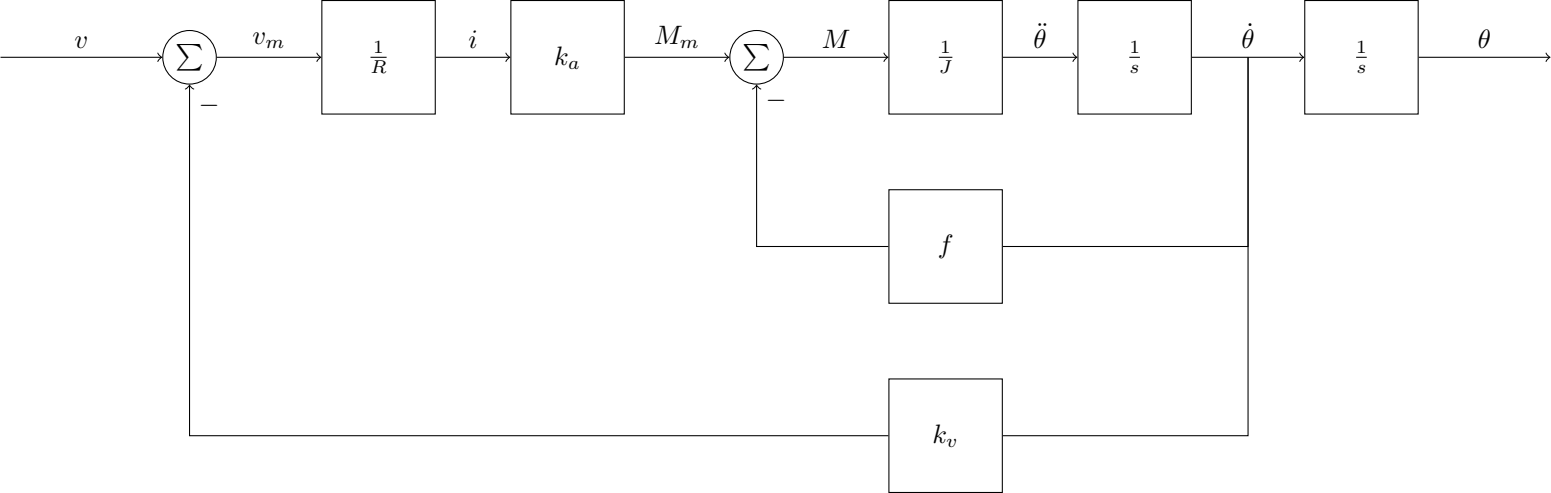 v ∑ v_m 1/R i k_a M_m ∑ M 1/J θ̈ 1/s θ̇ 1/s θ
− −
f
k_v